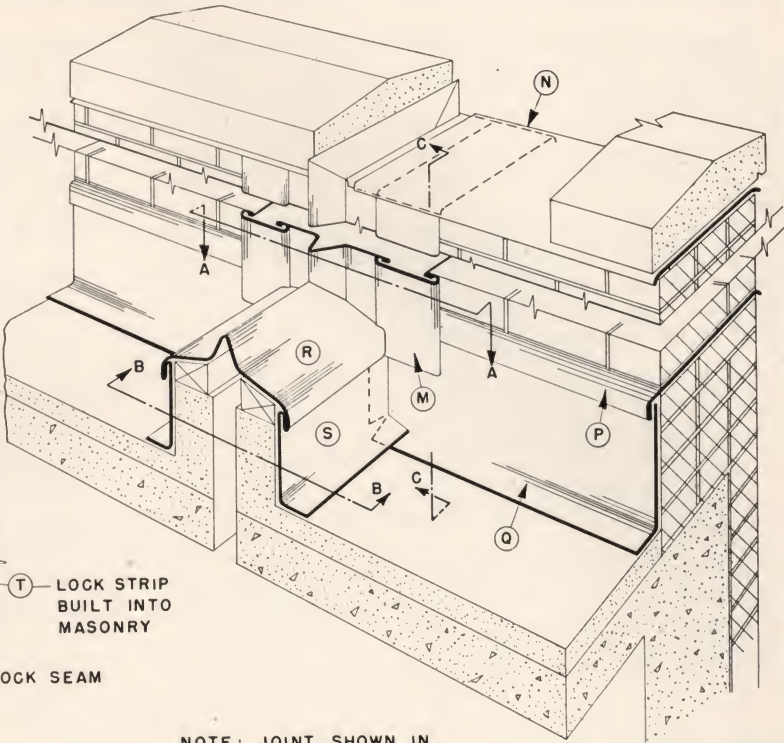 N
C
A
R
B
M
A
S
P
B
C
Q
T LOCK STRIP
BUILT INTO
MASONRY
OCK SEAM
NOTE: JOINT SHOWN IN